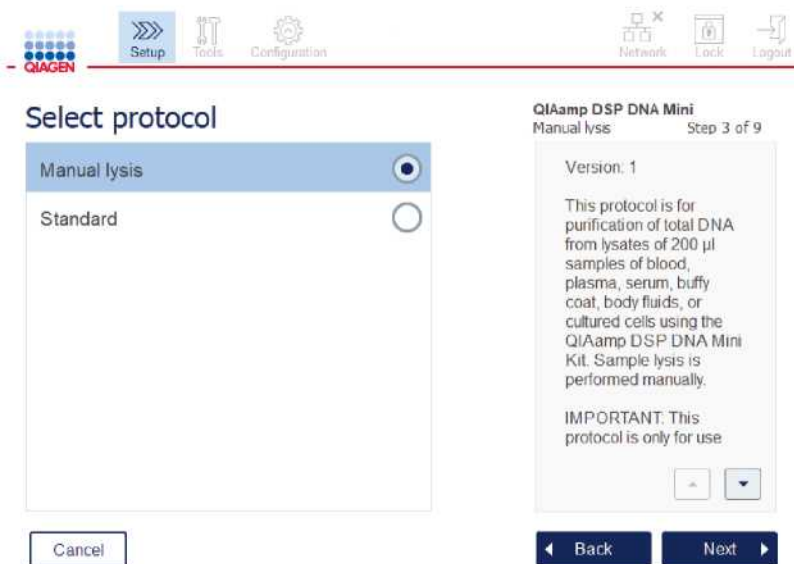 QIAGEN
Setup
Tools
Configuration
Network
Lock
Logout
Select protocol
Manual lysis
Standard
QIAamp DSP DNA Mini
Manual lysis Step 3 of 9
Version: 1
This protocol is for
purification of total DNA
from lysates of 200 µl
samples of blood,
plasma, serum, buffy
coat, body fluids, or
cultured cells using the
QIAamp DSP DNA Mini
Kit. Sample lysis is
performed manually.
IMPORTANT: This
protocol is only for use
Cancel
Back
Next